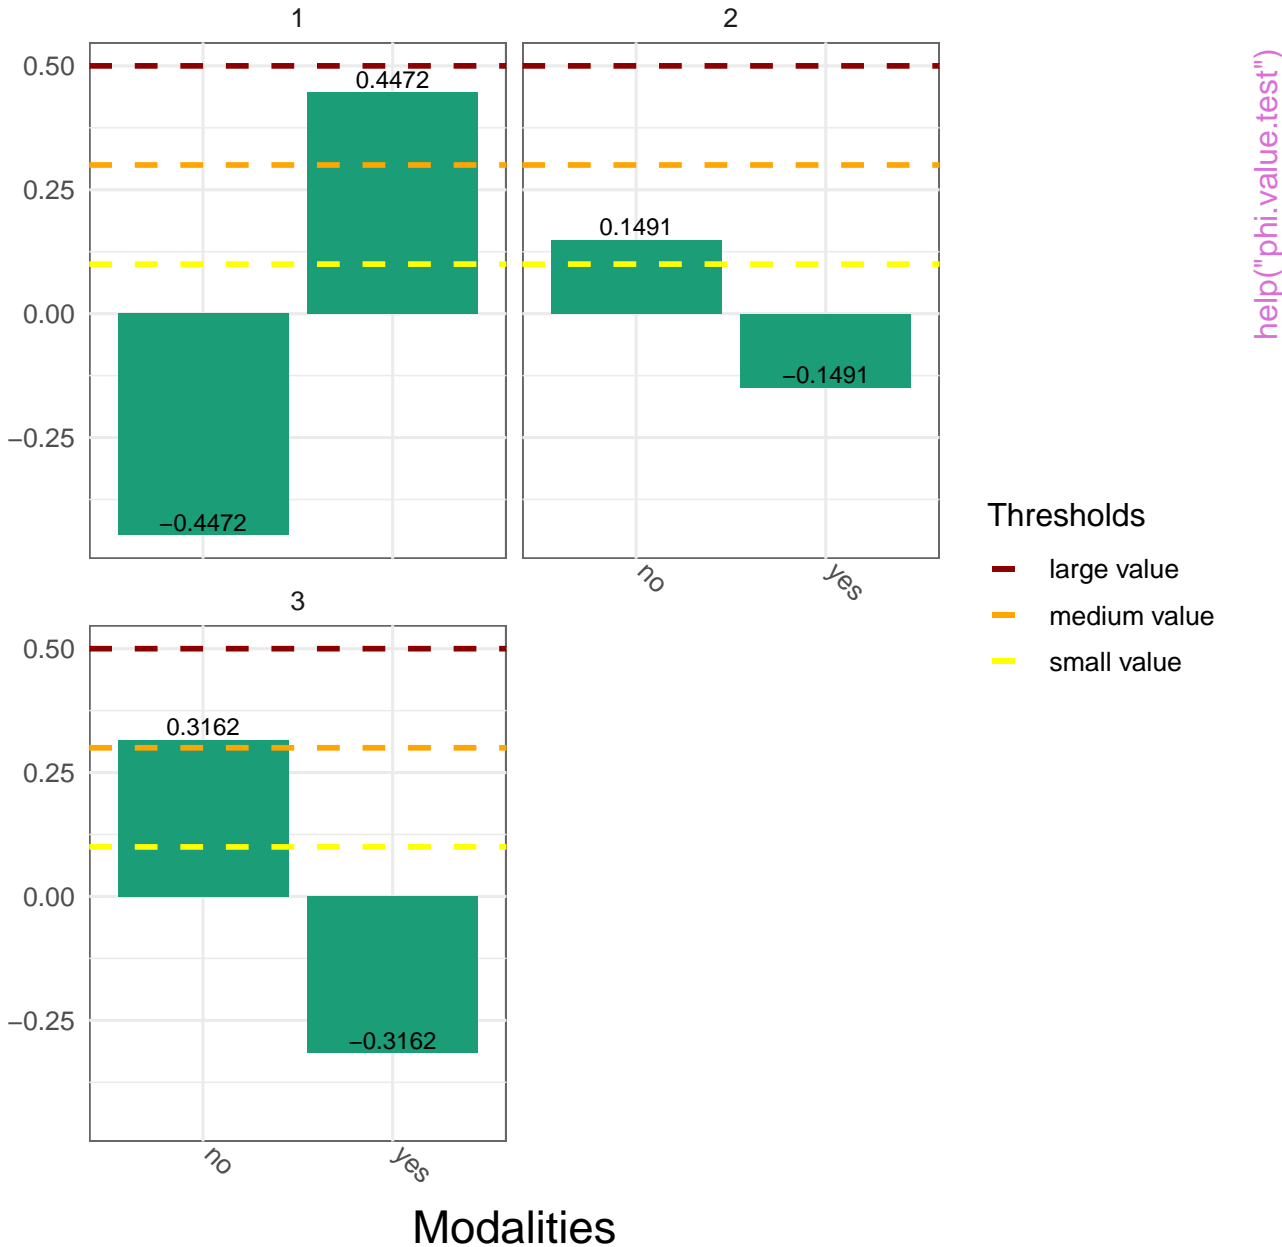 1
2
0.50
0.25
0.00
−0.25
0.4472
−0.4472
0.1491
−0.1491
no
yes
3
0.50
0.25
0.00
−0.25
0.3162
−0.3162
no
yes
Modalities
Thresholds
large value
medium value
small value
help("phi.value.test")